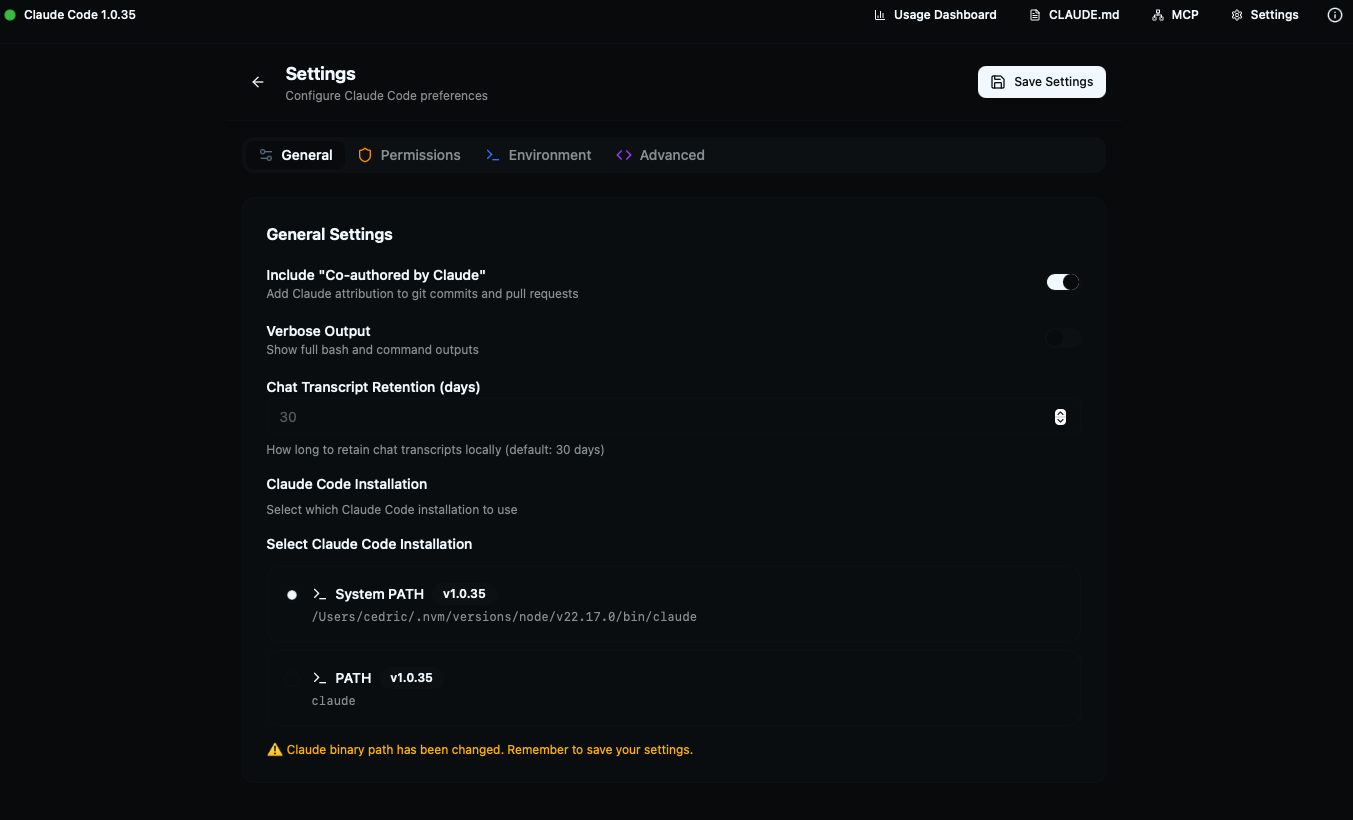 Claude Code 1.0.35
Usage Dashboard
CLAUDE.md
MCP
Settings
Settings
Configure Claude Code preferences
Save Settings
General
Permissions
Environment
Advanced
General Settings
Include "Co-authored by Claude"
Add Claude attribution to git commits and pull requests
Verbose Output
Show full bash and command outputs
Chat Transcript Retention (days)
30
How long to retain chat transcripts locally (default: 30 days)
Claude Code Installation
Select which Claude Code installation to use
Select Claude Code Installation
System PATH v1.0.35
/Users/cedric/.nvm/versions/node/v22.17.0/bin/claude
PATH v1.0.35
claude
⚠️ Claude binary path has been changed. Remember to save your settings.